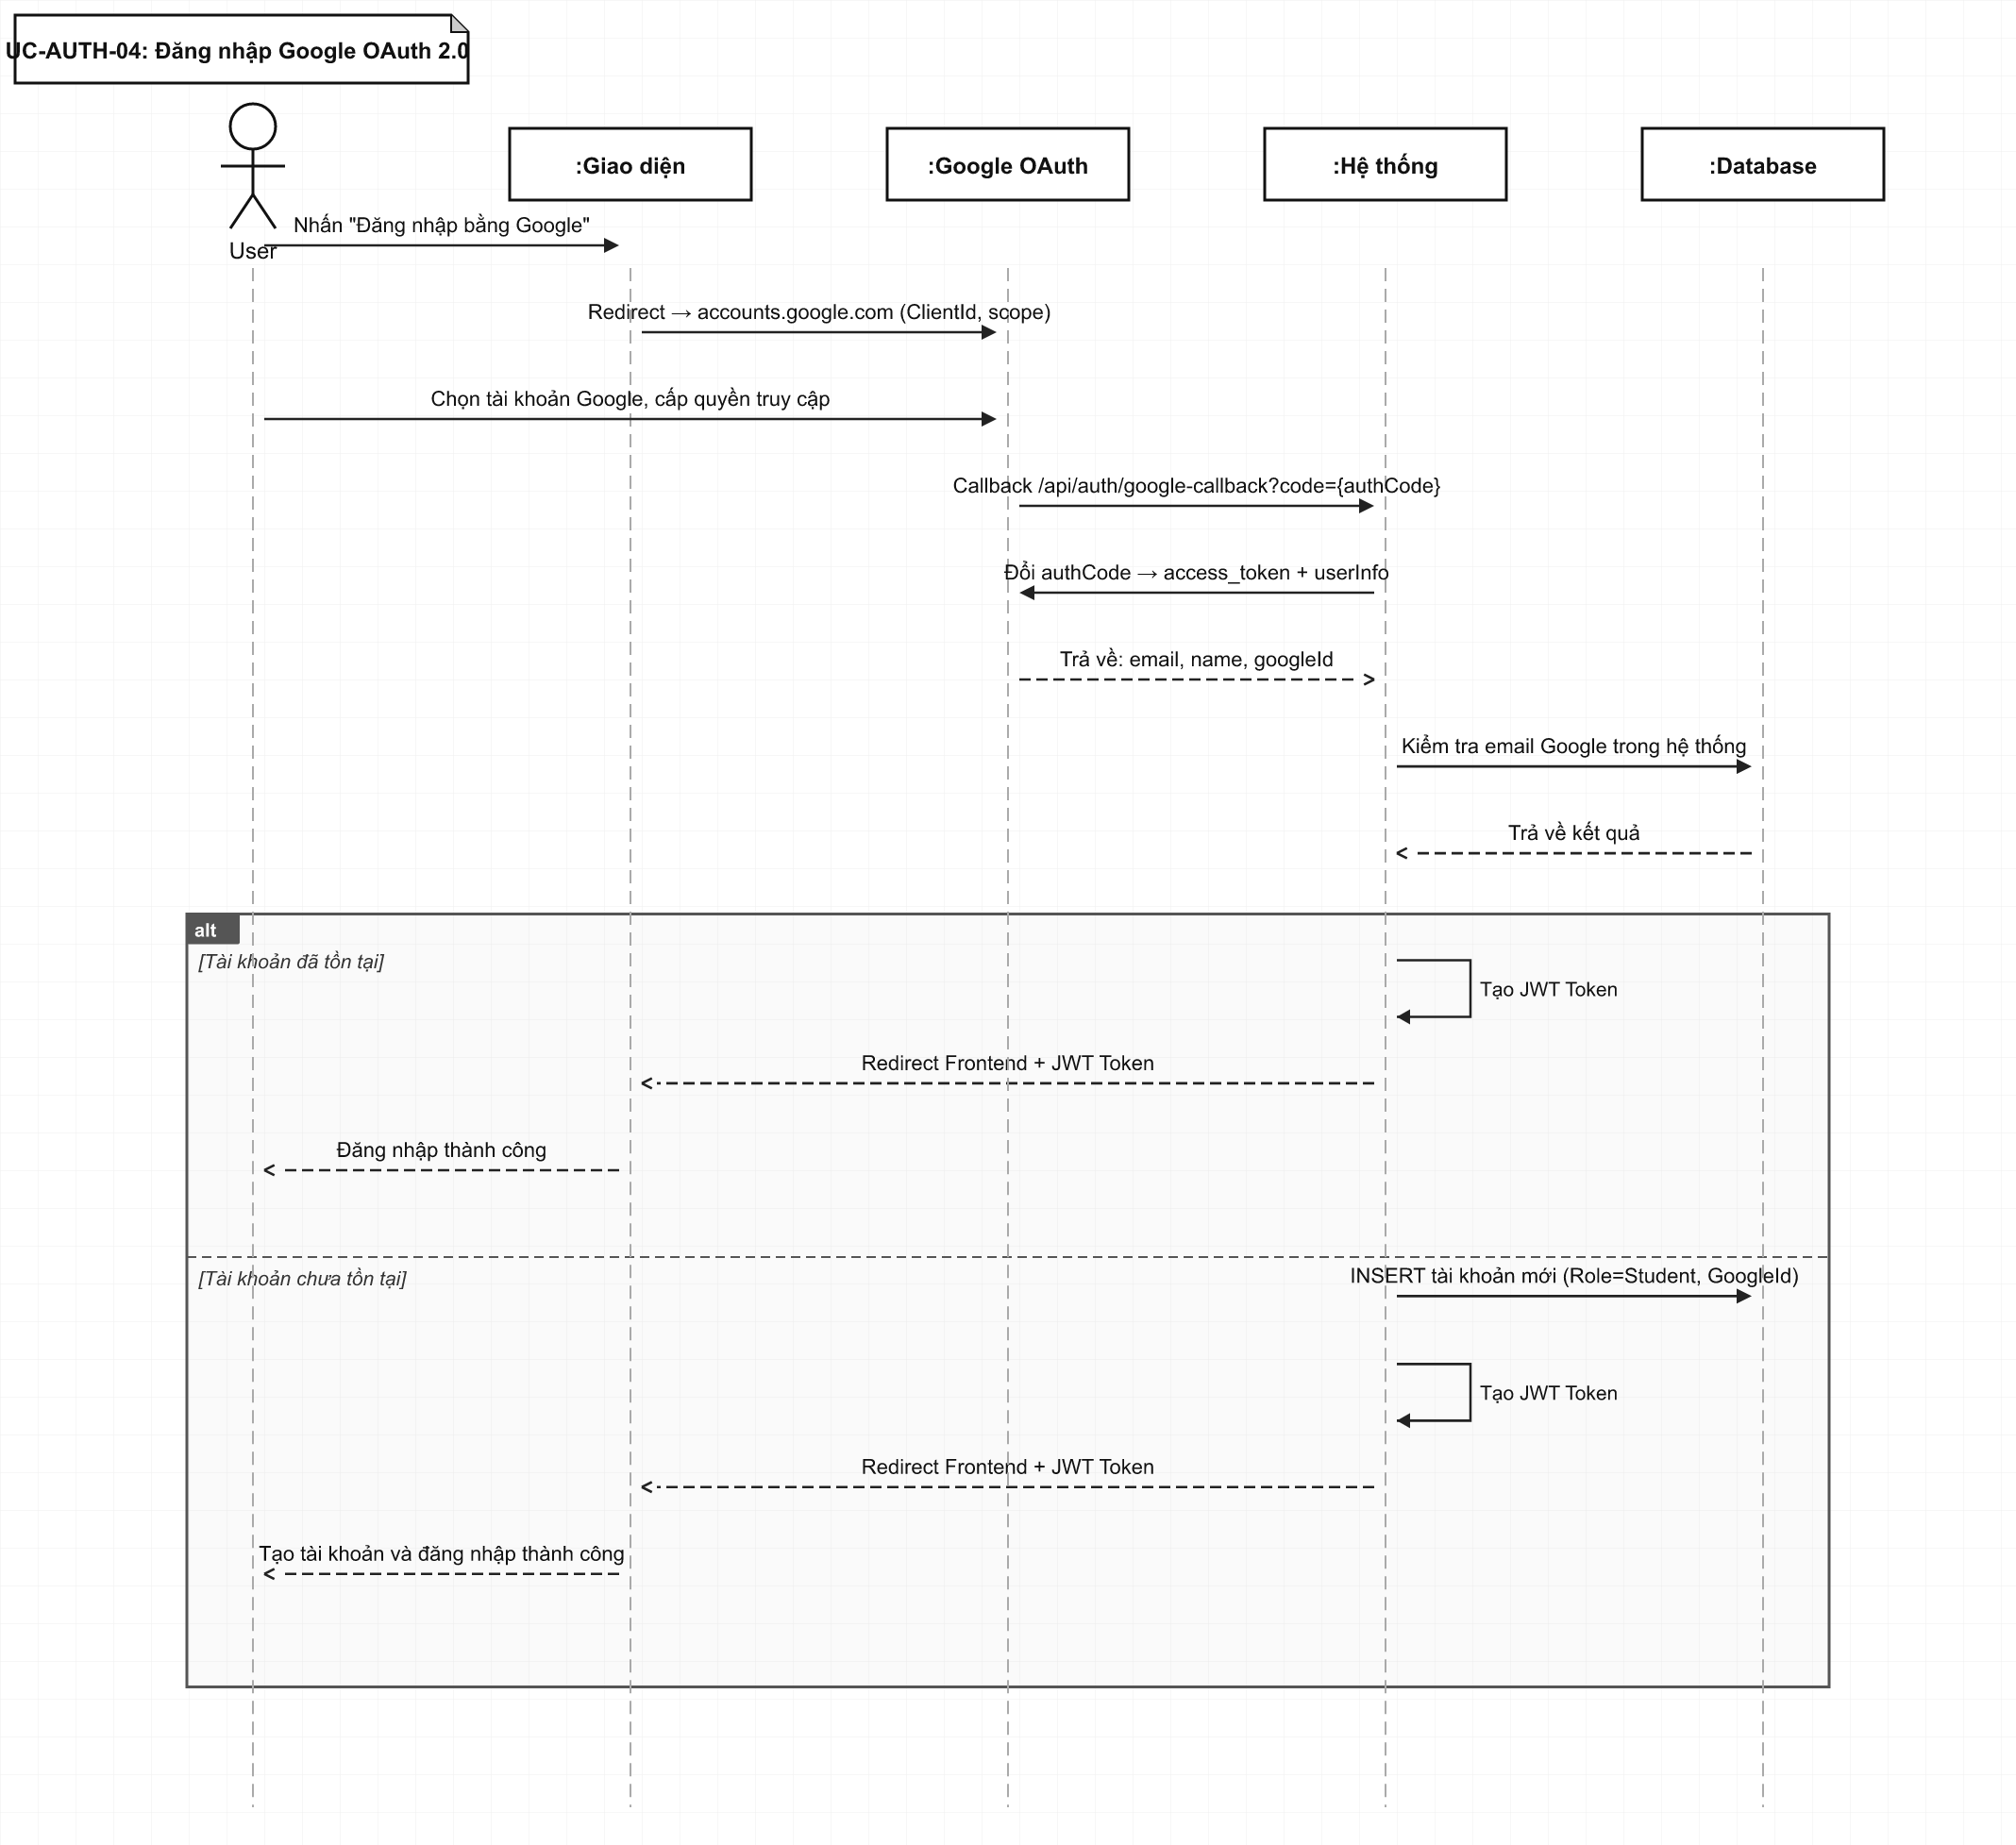 UC-AUTH-04: Đăng nhập Google OAuth 2.0
:Giao diện
:Google OAuth
:Hệ thống
:Database
Nhấn "Đăng nhập bằng Google"
User
Redirect → accounts.google.com (ClientId, scope)
Chọn tài khoản Google, cấp quyền truy cập
Callback /api/auth/google-callback?code={authCode}
Đổi authCode → access_token + userInfo
Trả về: email, name, googleId
Kiểm tra email Google trong hệ thống
Trả về kết quả
alt
[Tài khoản đã tồn tại]
Tạo JWT Token
Redirect Frontend + JWT Token
Đăng nhập thành công
[Tài khoản chưa tồn tại]
INSERT tài khoản mới (Role=Student, GoogleId)
Tạo JWT Token
Redirect Frontend + JWT Token
Tạo tài khoản và đăng nhập thành công